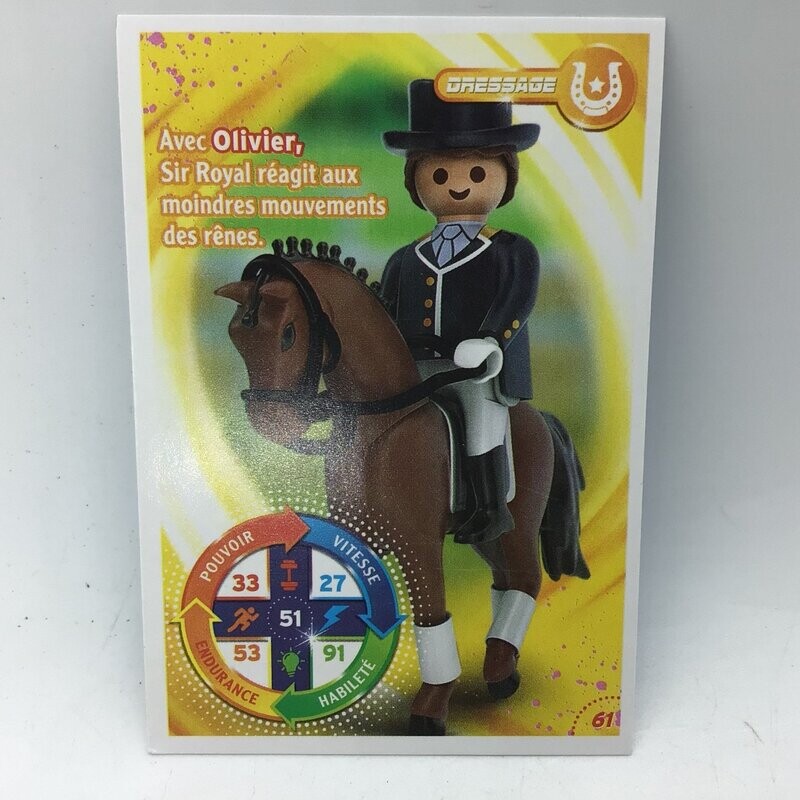 DRESSAGE
Avec Olivier,
Sir Royal réagit aux
moindres mouvements
des rênes.
POUVOIR
VITESSE
33
27
51
53
91
ENDURANCE
HABILETÉ
61